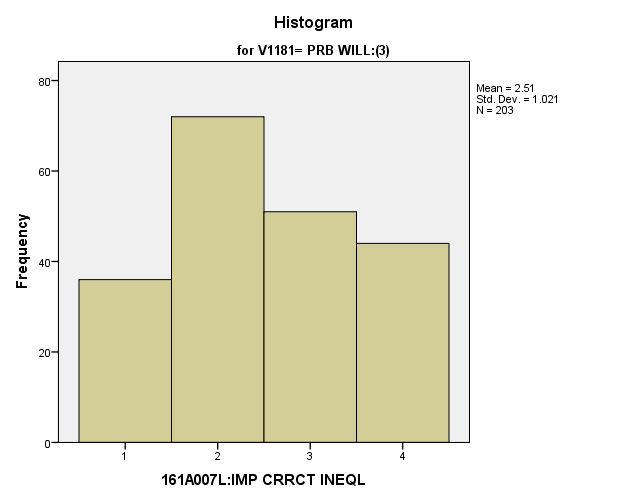 Histogram
for V1181= PRB WILL:(3)
Mean = 2.51
Std. Dev. = 1.021
N = 203
80
60
40
20
0
Frequency
1 2 3 4
161A007L:IMP CRRCT INEQL